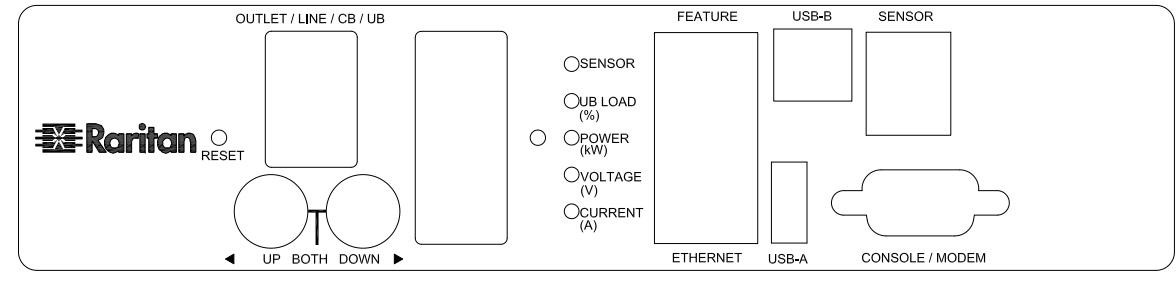 OUTLET / LINE / CB / UB
Raritan
RESET
UP BOTH DOWN
SENSOR
UB LOAD
(%)
POWER
(kW)
VOLTAGE
(V)
CURRENT
(A)
FEATURE
ETHERNET
USB-B
USB-A
SENSOR
CONSOLE / MODEM